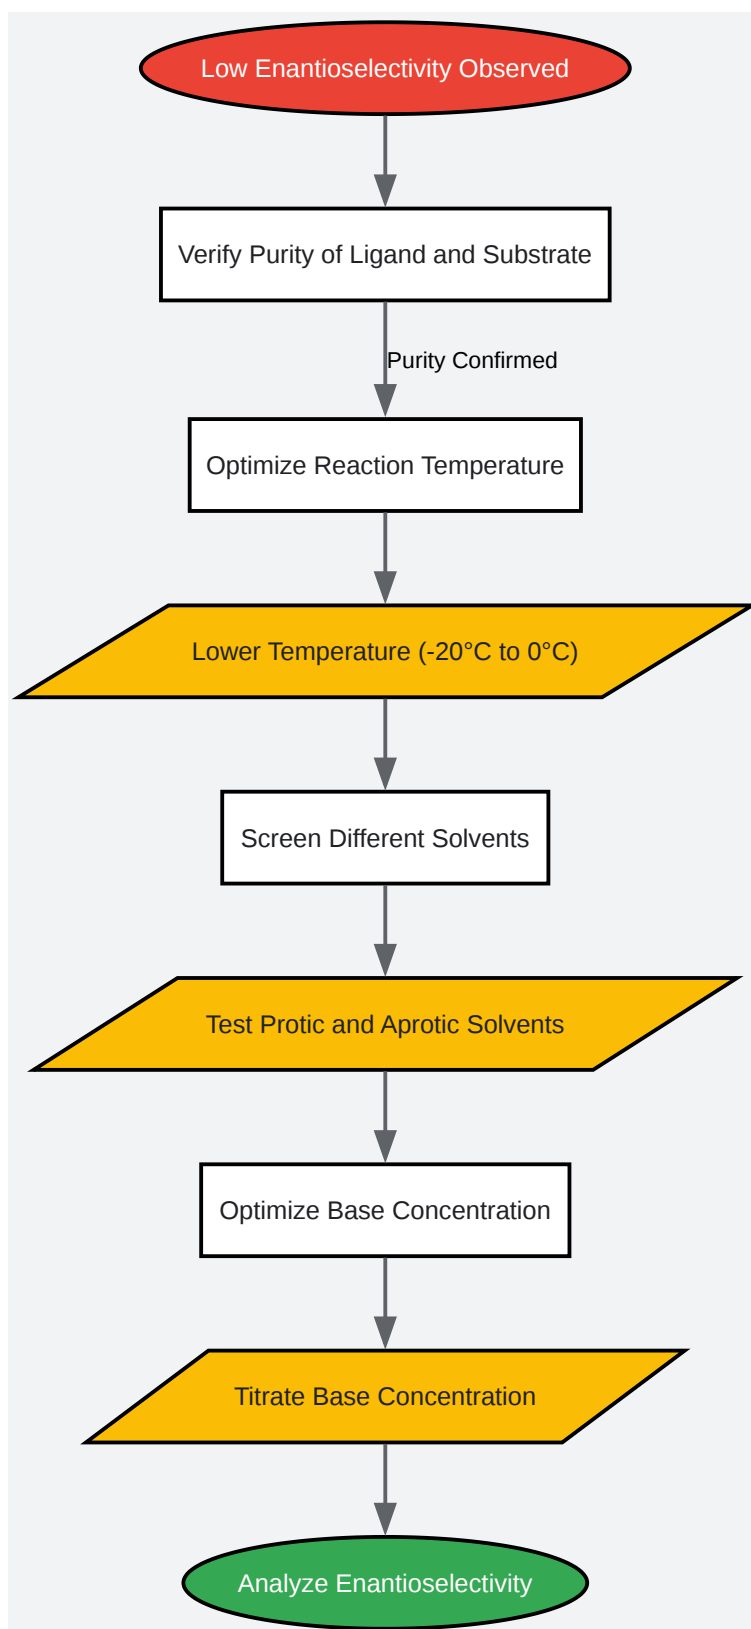 Low Enantioselectivity Observed
Verify Purity of Ligand and Substrate
Purity Confirmed
Optimize Reaction Temperature
Lower Temperature (-20°C to 0°C)
Screen Different Solvents
Test Protic and Aprotic Solvents
Optimize Base Concentration
Titrate Base Concentration
Analyze Enantioselectivity